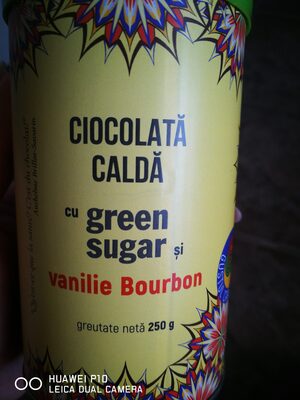 CIOCOLATĂ
CALDĂ
cu green
sugar și
vanilie Bourbon
greutate netă 250 g
HUAWEI P10
LEICA DUAL CAMERA